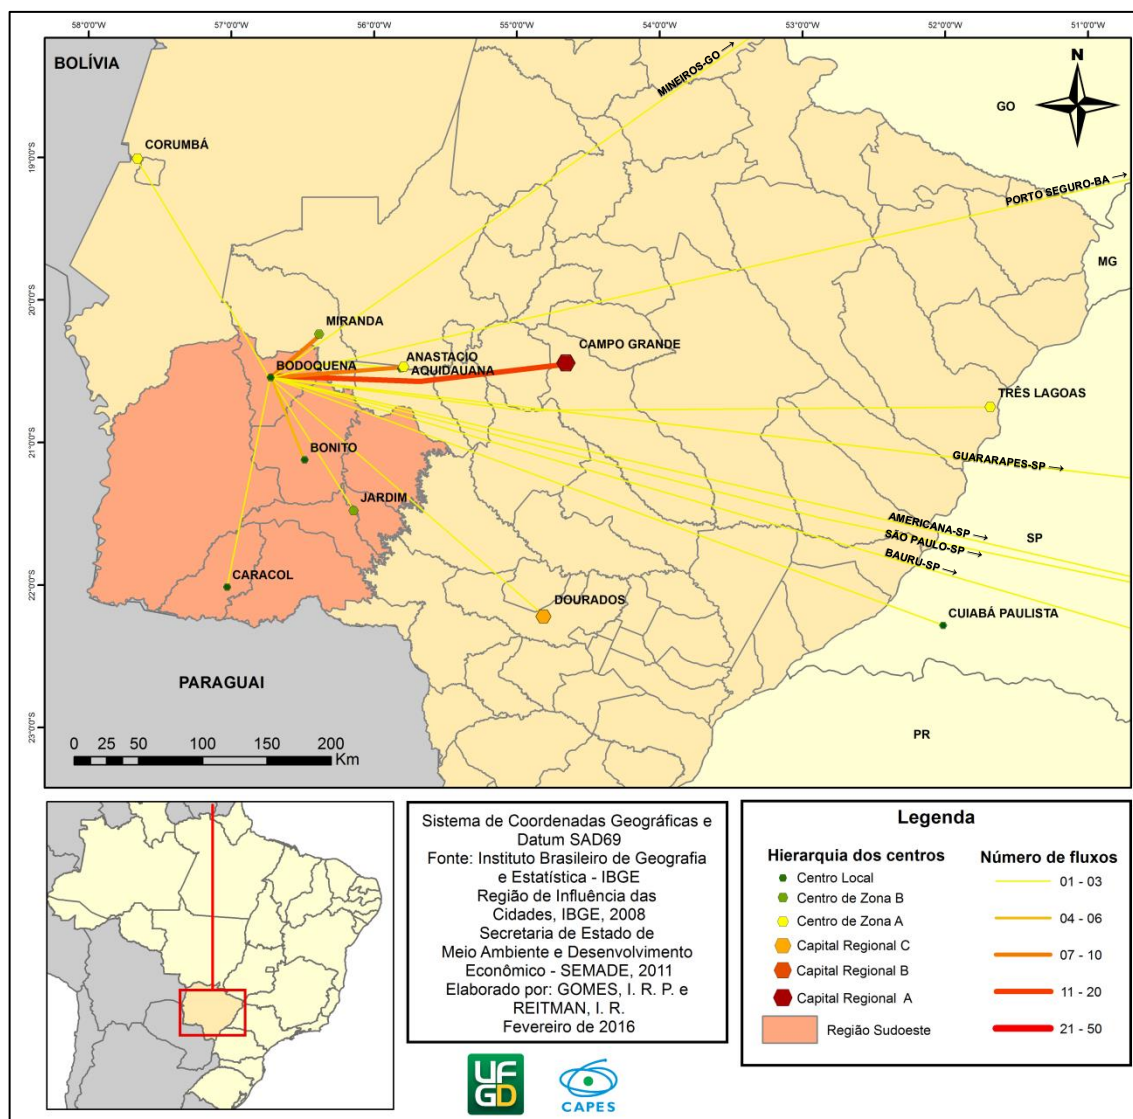 58°0'0"W 57°0'0"W 56°0'0"W 55°0'0"W 54°0'0"W 53°0'0"W 52°0'0"W 51°0'0"W
BOLÍVIA
MINEIROS-GO →
N
GO
CORUMBÁ
19°0'0"S
PORTO SEGURO-BA →
MG
20°0'0"S
MIRANDA
CAMPO GRANDE
ANASTÁCIO
BODOQUENA
AQUIDAUANA
TRÊS LAGOAS
21°0'0"S
BONITO
GUARARAPES-SP →
JARDIM
AMERICANA-SP →
SP
SÃO PAULO-SP →
BAURU-SP →
22°0'0"S
CARACOL
DOURADOS
CUIABÁ PAULISTA
PARAGUAI
23°0'0"S
PR
0 25 50 100 150 200
Km
Sistema de Coordenadas Geográficas e
Datum SAD69
Fonte: Instituto Brasileiro de Geografia
e Estatística - IBGE
Região de Influência das
Cidades, IBGE, 2008
Secretaria de Estado de
Meio Ambiente e Desenvolvimento
Econômico - SEMADE, 2011
Elaborado por: GOMES, I. R. P. e
REITMAN, I. R.
Fevereiro de 2016
UF
GD
CAPES
Legenda
Hierarquia dos centros
Centro Local
Centro de Zona B
Centro de Zona A
Capital Regional C
Capital Regional B
Capital Regional A
Região Sudoeste
Número de fluxos
01 - 03
04 - 06
07 - 10
11 - 20
21 - 50